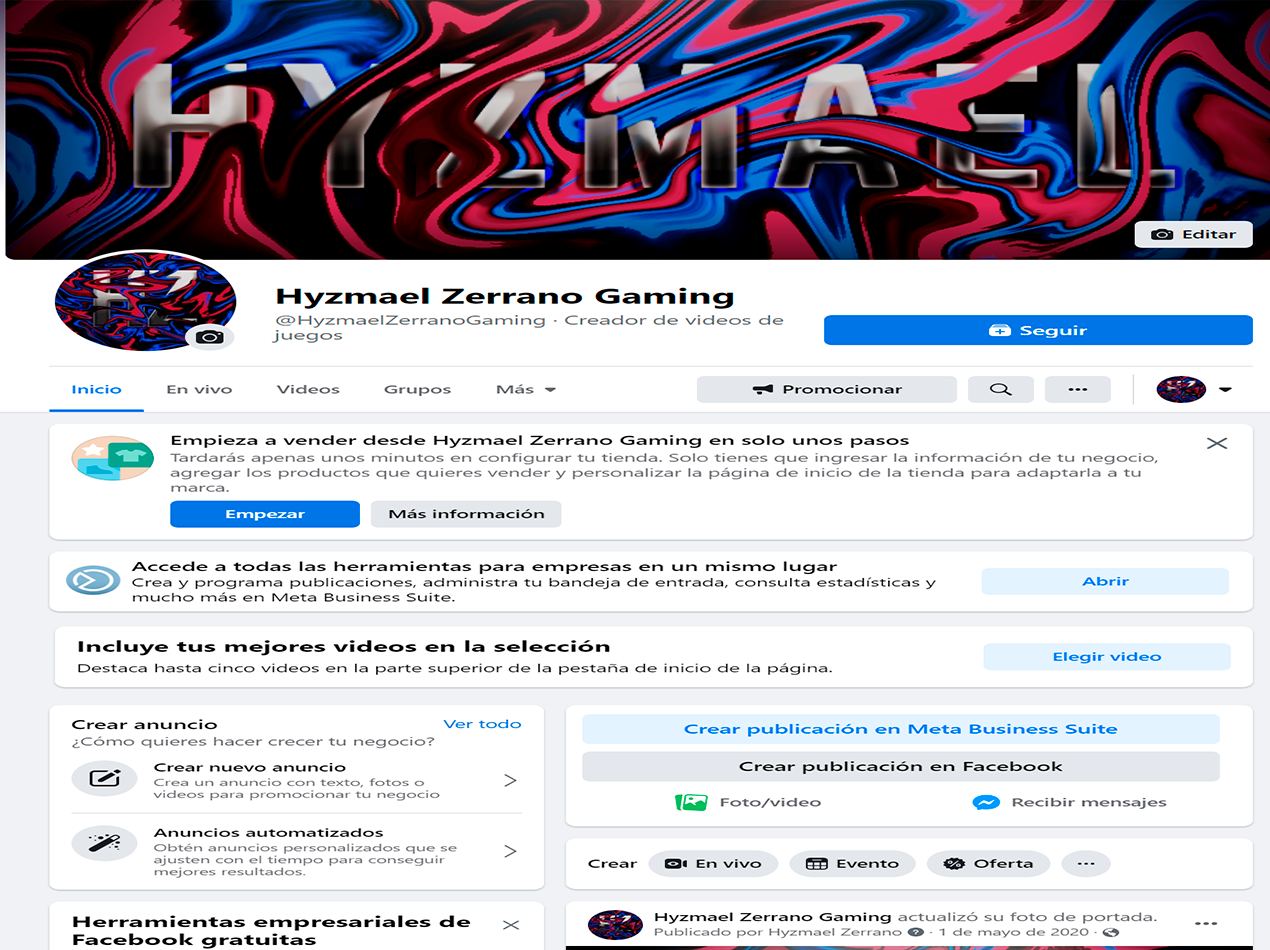 HYZMAEL
Editar
Hyzmael Zerrano Gaming
@HyzmaelZerranoGaming · Creador de videos de
juegos
Seguir
Inicio
En vivo
Videos
Grupos
Más
Promocionar
Empieza a vender desde Hyzmael Zerrano Gaming en solo unos pasos
Tardarás apenas unos minutos en configurar tu tienda. Solo tienes que ingresar la información de tu negocio,
agregar los productos que quieres vender y personalizar la página de inicio de la tienda para adaptarla a tu
marca.
Empezar
Más información
Accede a todas las herramientas para empresas en un mismo lugar
Crea y programa publicaciones, administra tu bandeja de entrada, consulta estadísticas y
mucho más en Meta Business Suite.
Abrir
Incluye tus mejores videos en la selección
Destaca hasta cinco videos en la parte superior de la pestaña de inicio de la página.
Elegir video
Crear anuncio
Ver todo
¿Cómo quieres hacer crecer tu negocio?
Crear nuevo anuncio
Crea un anuncio con texto, fotos o
videos para promocionar tu negocio
Anuncios automatizados
Obtén anuncios personalizados que se
ajusten con el tiempo para conseguir
mejores resultados.
Herramientas empresariales de
Facebook gratuitas
Crear publicación en Meta Business Suite
Crear publicación en Facebook
Foto/video
Recibir mensajes
Crear
En vivo
Evento
Oferta
Hyzmael Zerrano Gaming actualizó su foto de portada.
Publicado por Hyzmael Zerrano · 1 de mayo de 2020 ·